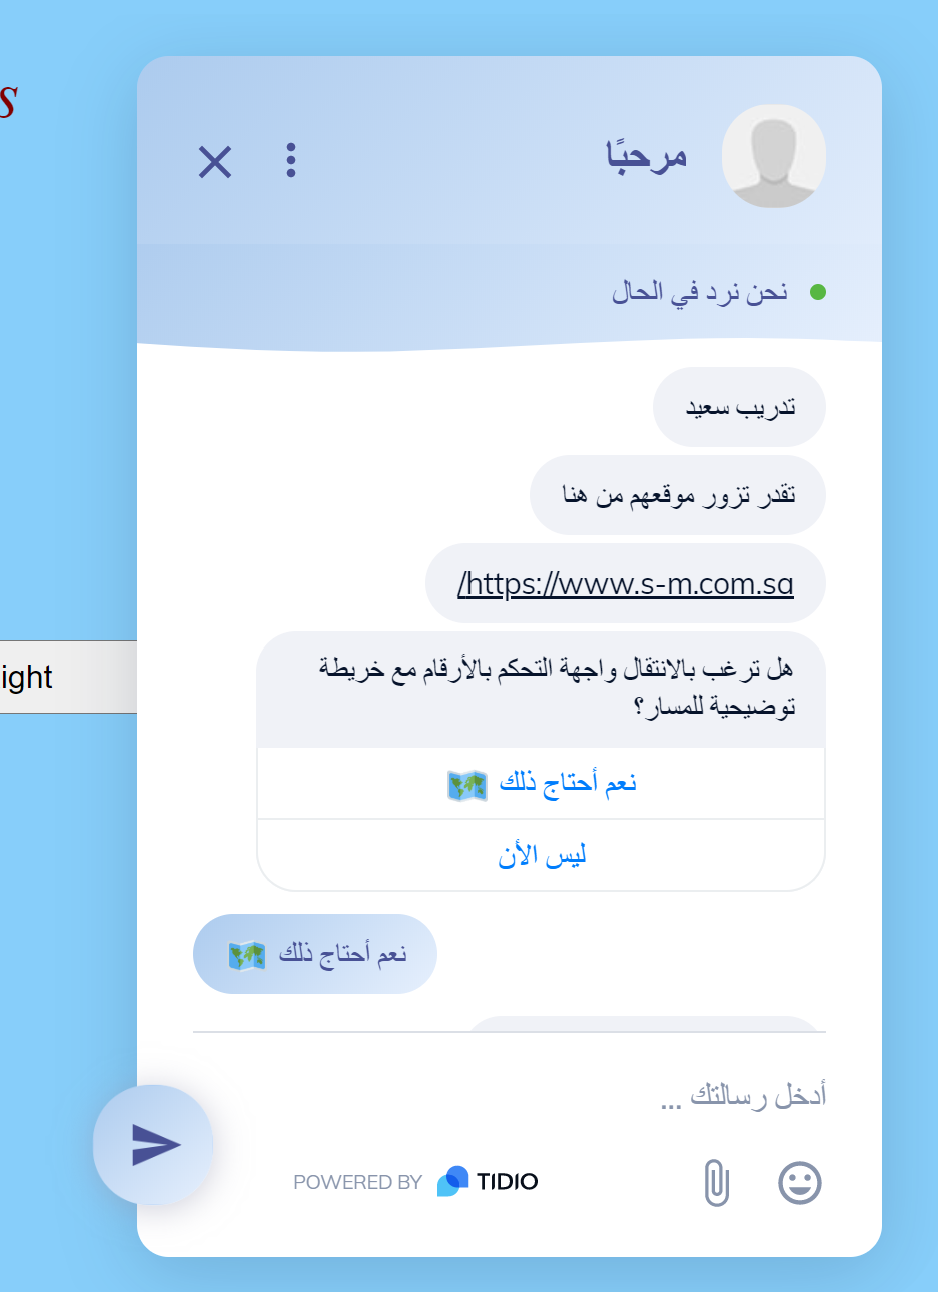 s
مرحبًا
نحن نرد في الحال
تدريب سعيد
تقدر تزور موقعهم من هنا
https://www.s-m.com.sa/
هل ترغب بالانتقال واجهة التحكم بالأرقام مع خريطة
توضيحية للمسار؟
ight
نعم أحتاج ذلك
ليس الأن
نعم أحتاج ذلك
أدخل رسالتك ...
POWERED BY TIDIO